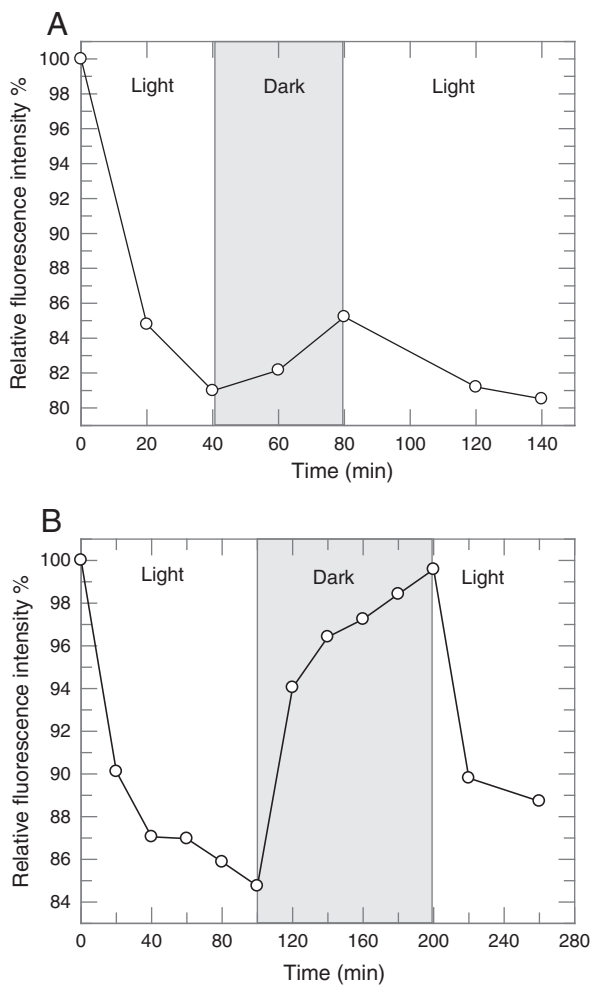 A
Relative fluorescence intensity %
100
98
96
94
92
90
88
86
84
82
80
Light
Dark
Light
0 20 40 60 80 100 120 140
Time (min)
B
Relative fluorescence intensity %
100
98
96
94
92
90
88
86
84
Light
Dark
Light
0 40 80 120 160 200 240 280
Time (min)